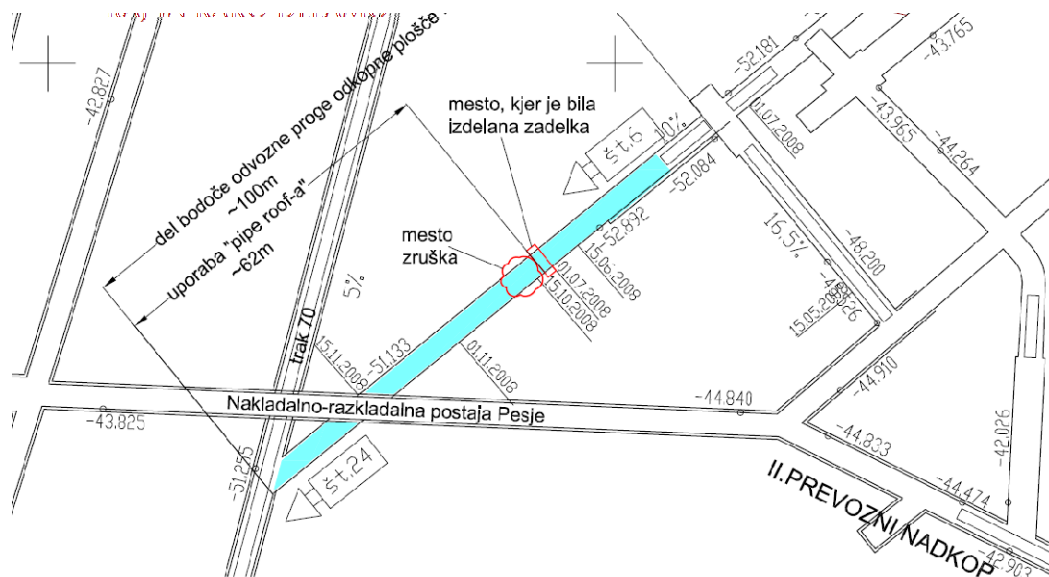 -42.827
del bodoče odvozne proge odkopne plošče
~100m
uporaba "pipe roof-a"
~62m
mesto, kjer je bila
izdelana zadelka
št.6
10%
-52.181
01.07.2008
-43.765
-43.965
-44.264
-52.084
mesto
zruška
-52.892
15.06.2008
01.07.2008
15.10.2008
16.5%
-48.200
15.05.2008
5%
trak 70
15.11.2008
-51.133
01.11.2008
Nakladalno-razkladalna postaja Pesje
-43.825
-44.840
-44.910
-44.833
-42.026
-51.255
št.24
II.PREVOZNI NADKOP
-44.474
-42.903